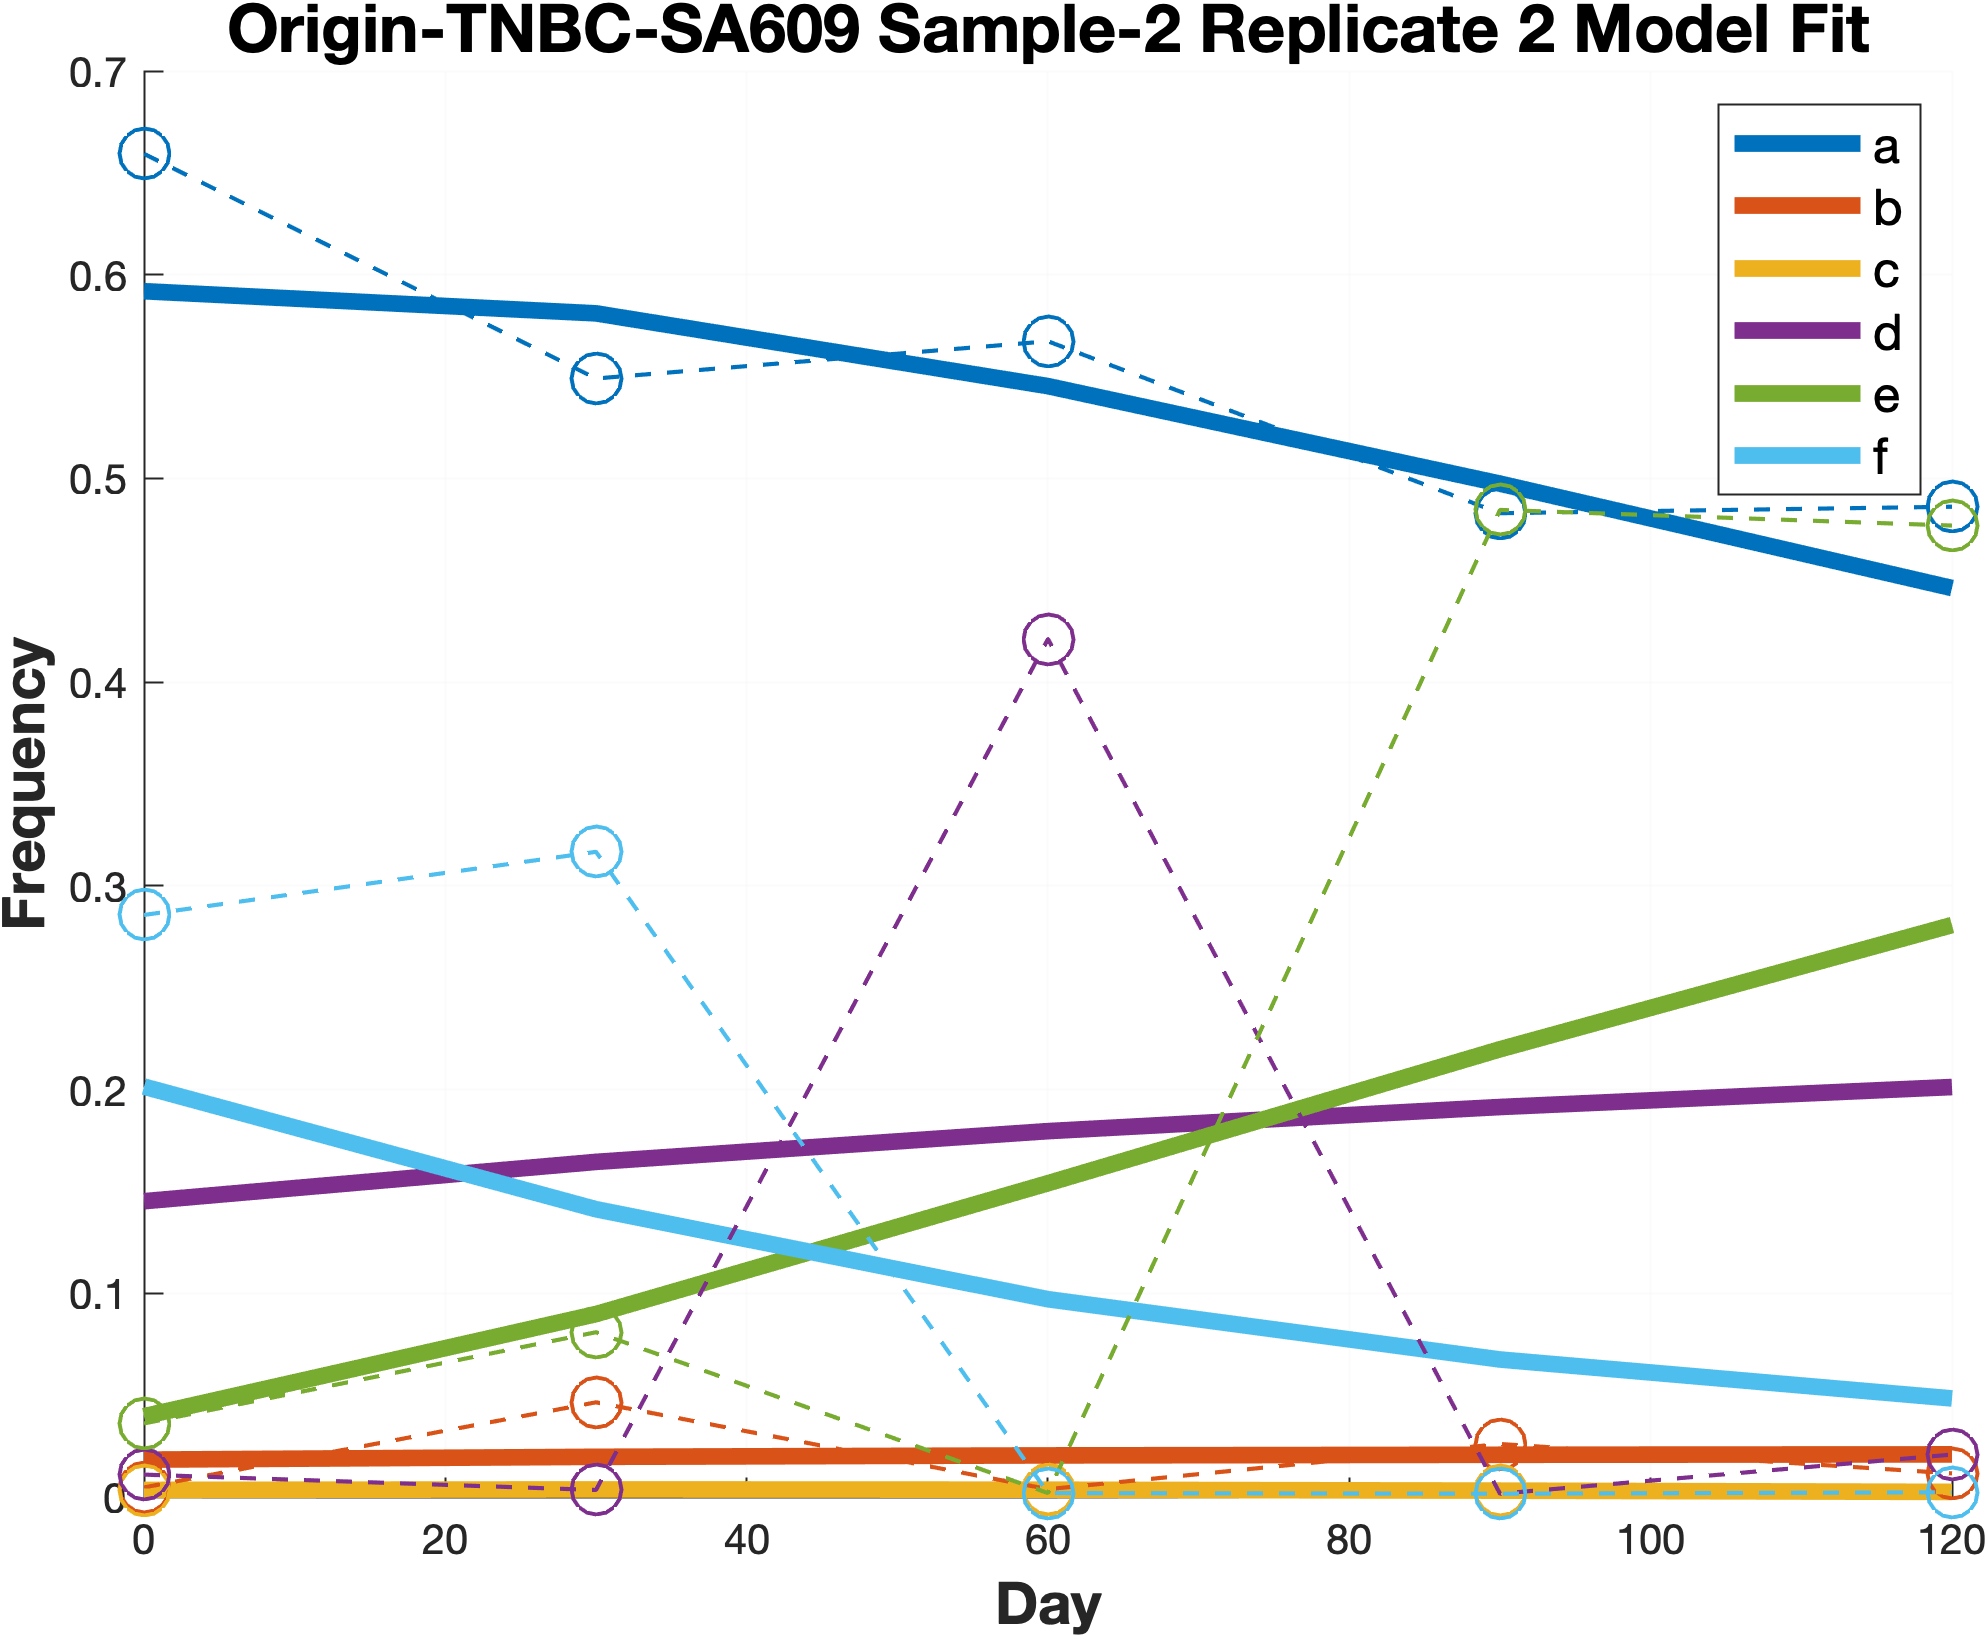 Origin-TNBC-SA609 Sample-2 Replicate 2 Model Fit
0.7
0.6
0.5
0.4
0.3
0.2
0.1
0
Frequency
a
b
c
d
e
f
0 20 40 60 80 100 120
Day